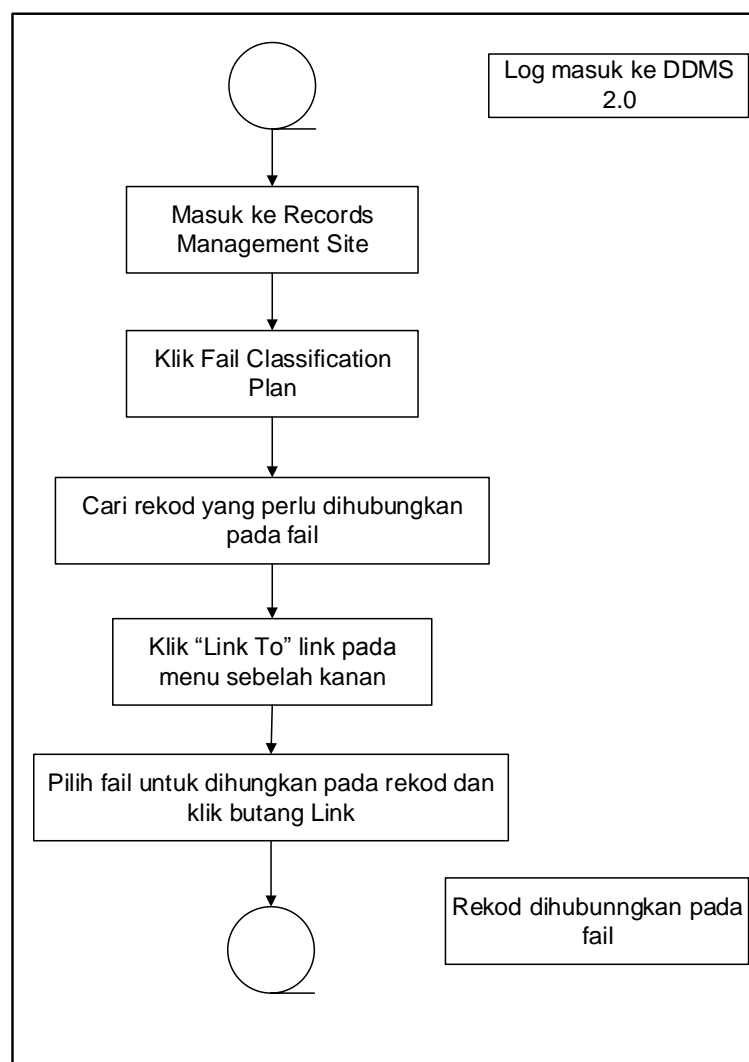 Log masuk ke DDMS
2.0
Masuk ke Records
Management Site
Klik Fail Classification
Plan
Cari rekod yang perlu dihubungkan
pada fail
Klik “Link To” link pada
menu sebelah kanan
Pilih fail untuk dihungkan pada rekod dan
klik butang Link
Rekod dihubunngkan pada
fail